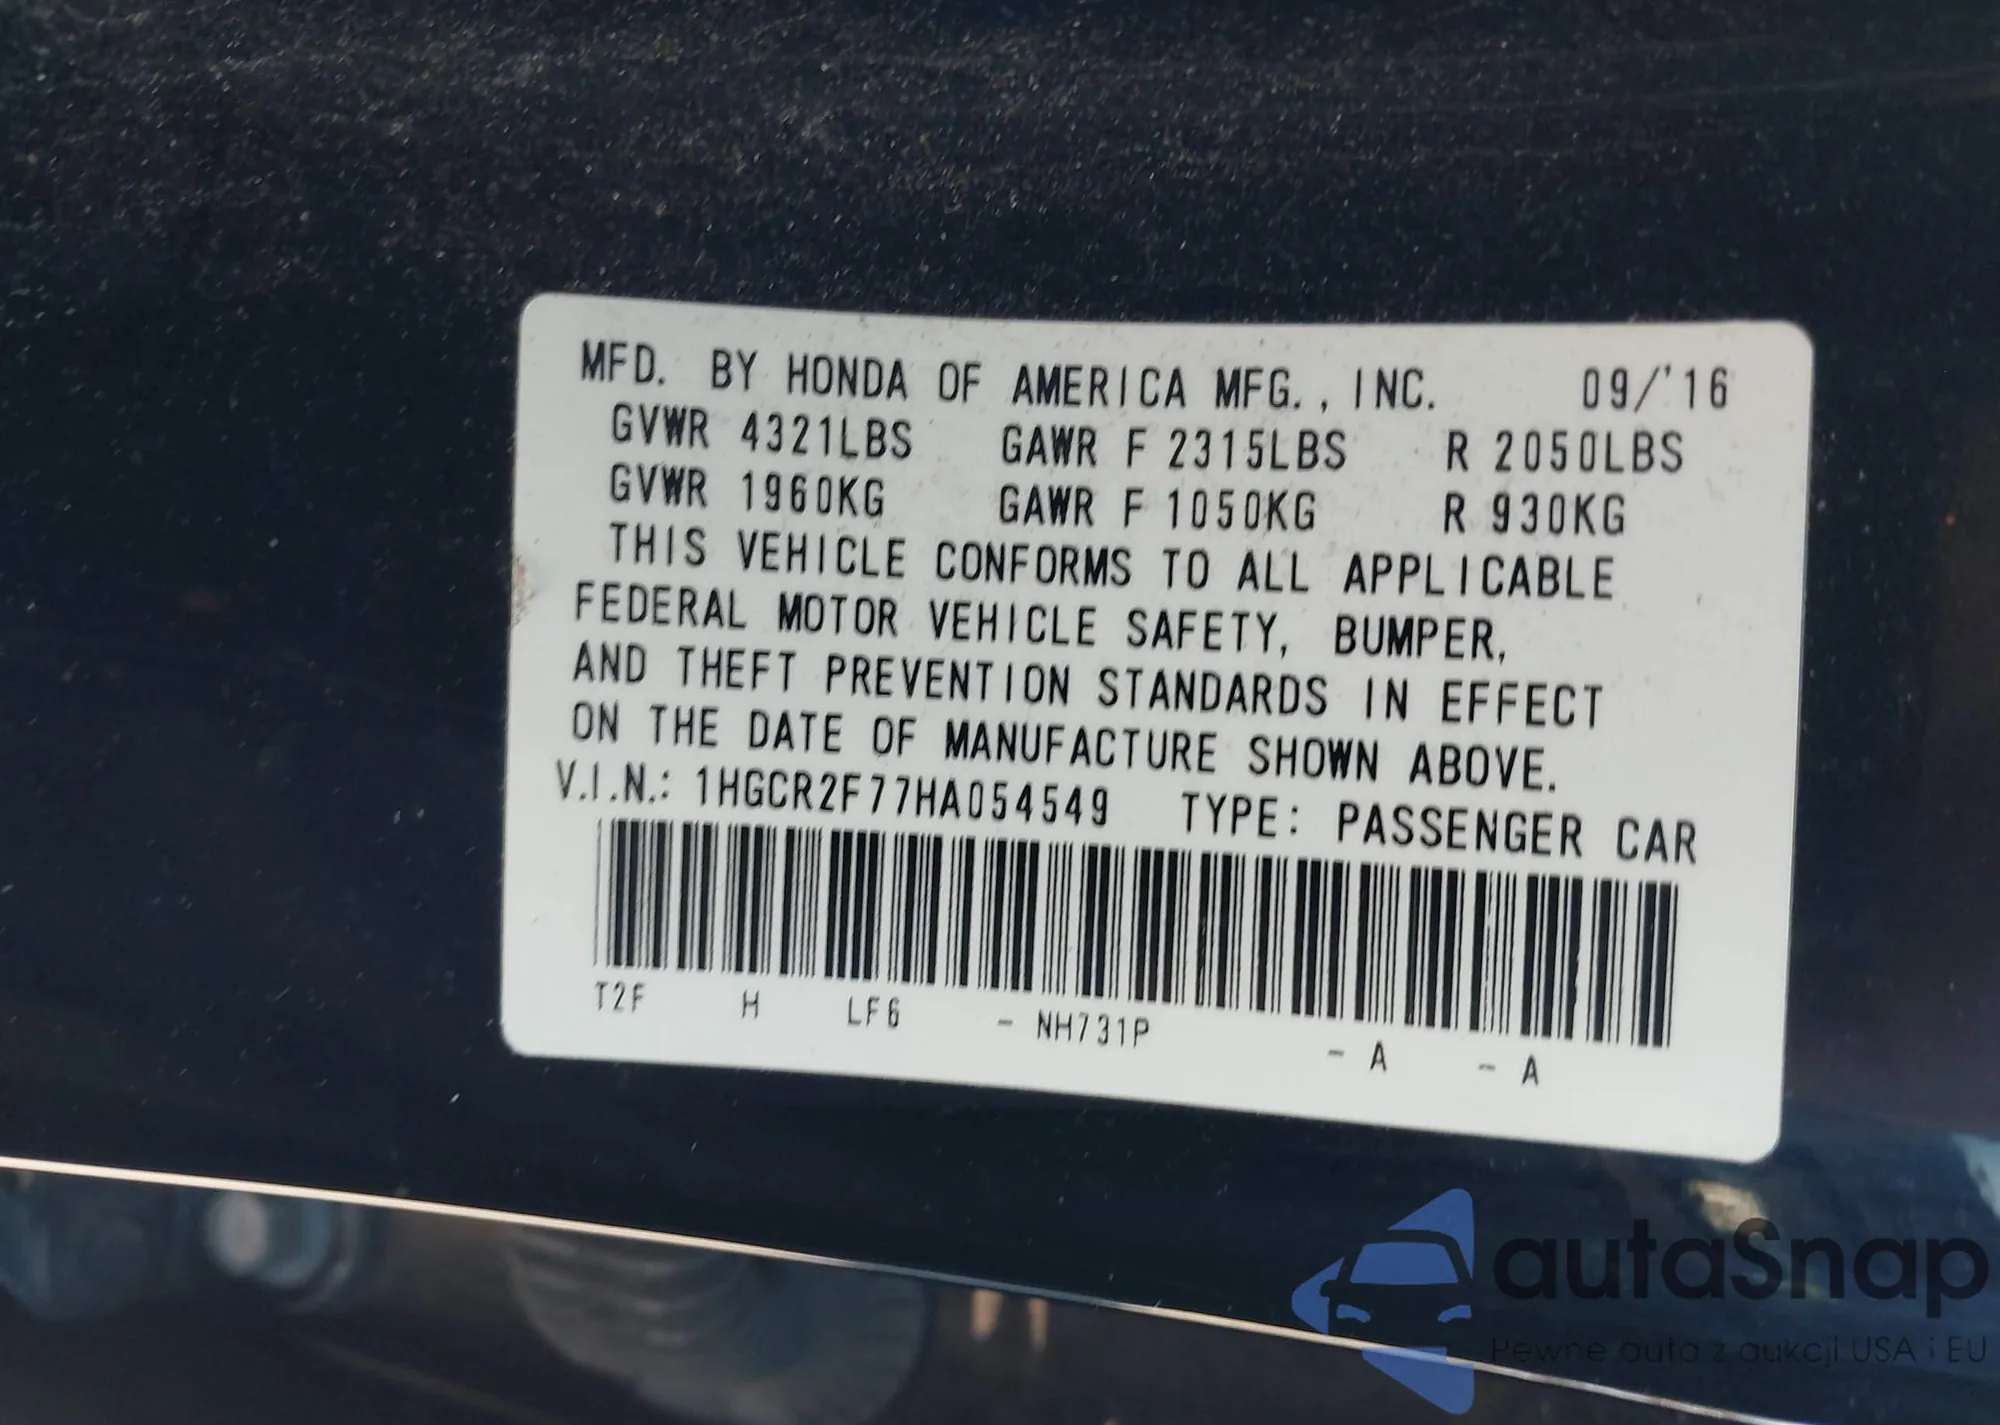 MFD. BY HONDA OF AMERICA MFG., INC. 09/'16
GVWR 4321LBS GAWR F 2315LBS R 2050LBS
GVWR 1960KG GAWR F 1050KG R 930KG
THIS VEHICLE CONFORMS TO ALL APPLICABLE
FEDERAL MOTOR VEHICLE SAFETY, BUMPER,
AND THEFT PREVENTION STANDARDS IN EFFECT
ON THE DATE OF MANUFACTURE SHOWN ABOVE.
V.I.N.: 1HGCR2F77HA054549 TYPE: PASSENGER CAR
T2F H LF6 - NH731P - A - A
autaSnap
Pewne auta z aukcji USA i EU